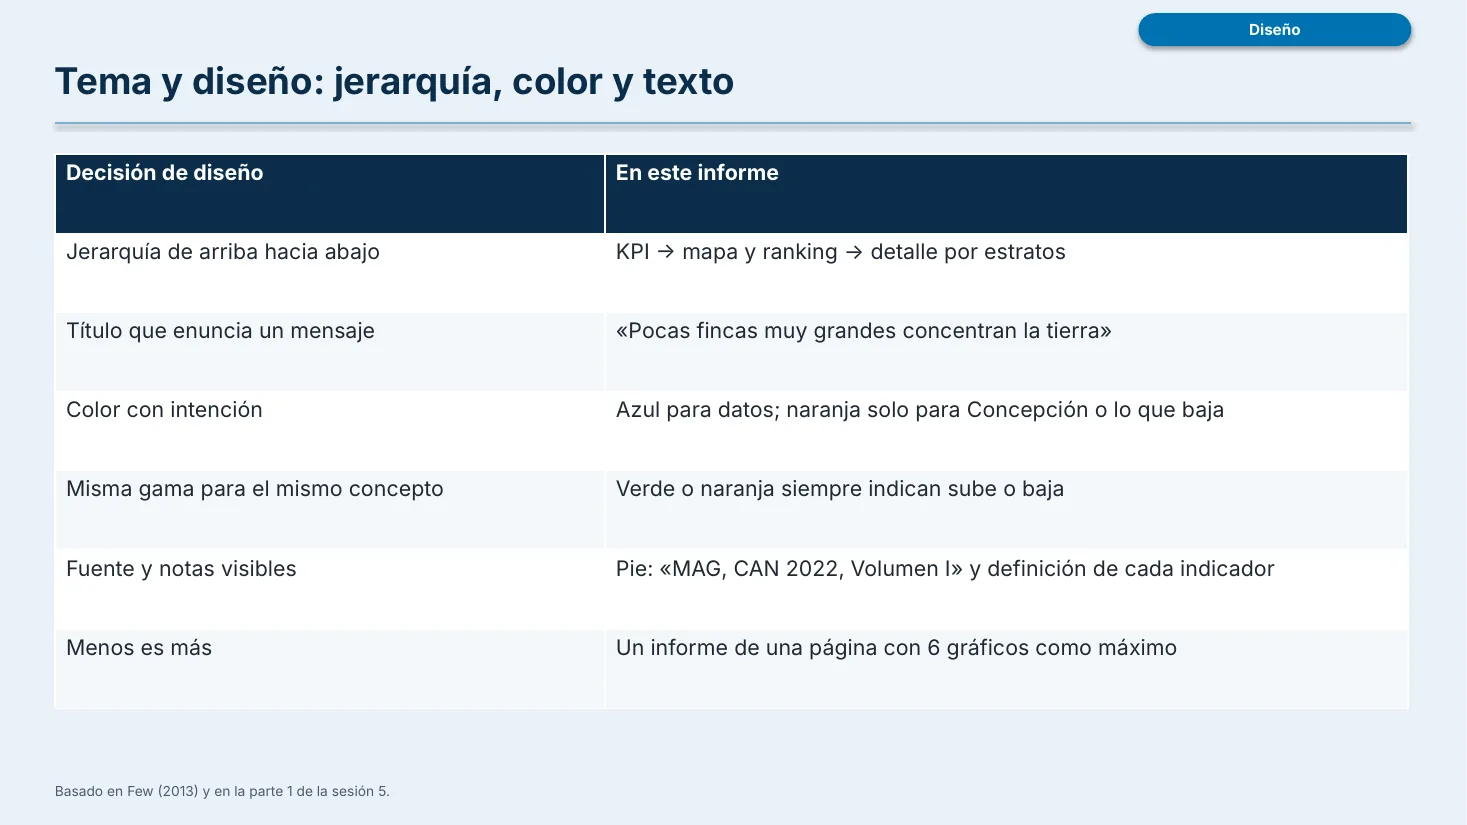 Diseño
Tema y diseño: jerarquía, color y texto
Decisión de diseño
En este informe
Jerarquía de arriba hacia abajo
KPI → mapa y ranking → detalle por estratos
Título que enuncia un mensaje
«Pocas fincas muy grandes concentran la tierra»
Color con intención
Azul para datos; naranja solo para Concepción o lo que baja
Misma gama para el mismo concepto
Verde o naranja siempre indican sube o baja
Fuente y notas visibles
Pie: «MAG, CAN 2022, Volumen I» y definición de cada indicador
Menos es más
Un informe de una página con 6 gráficos como máximo
Basado en Few (2013) y en la parte 1 de la sesión 5.